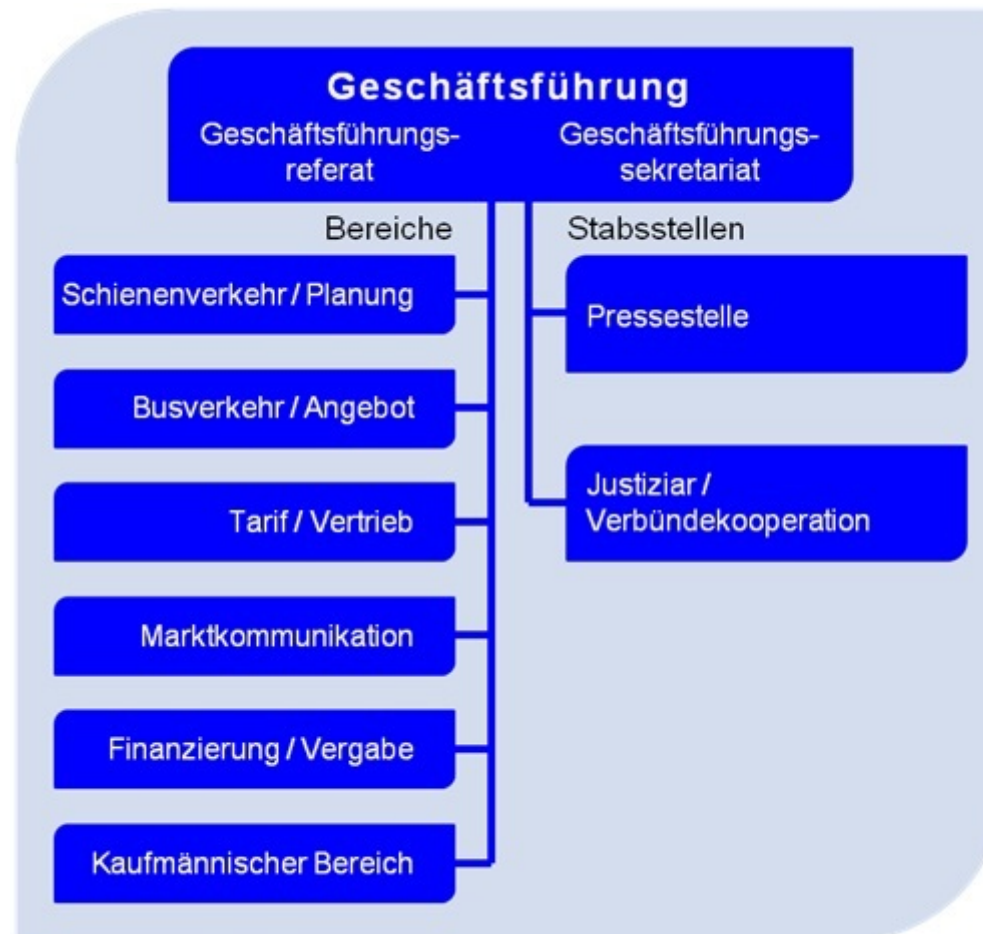 Geschäftsführung
Geschäftsführungs-
referat
Geschäftsführungs-
sekretariat
Bereiche
Schienenverkehr / Planung
Busverkehr / Angebot
Tarif / Vertrieb
Marktkommunikation
Finanzierung / Vergabe
Kaufmännischer Bereich
Stabsstellen
Pressestelle
Justiziar /
Verbündekooperation